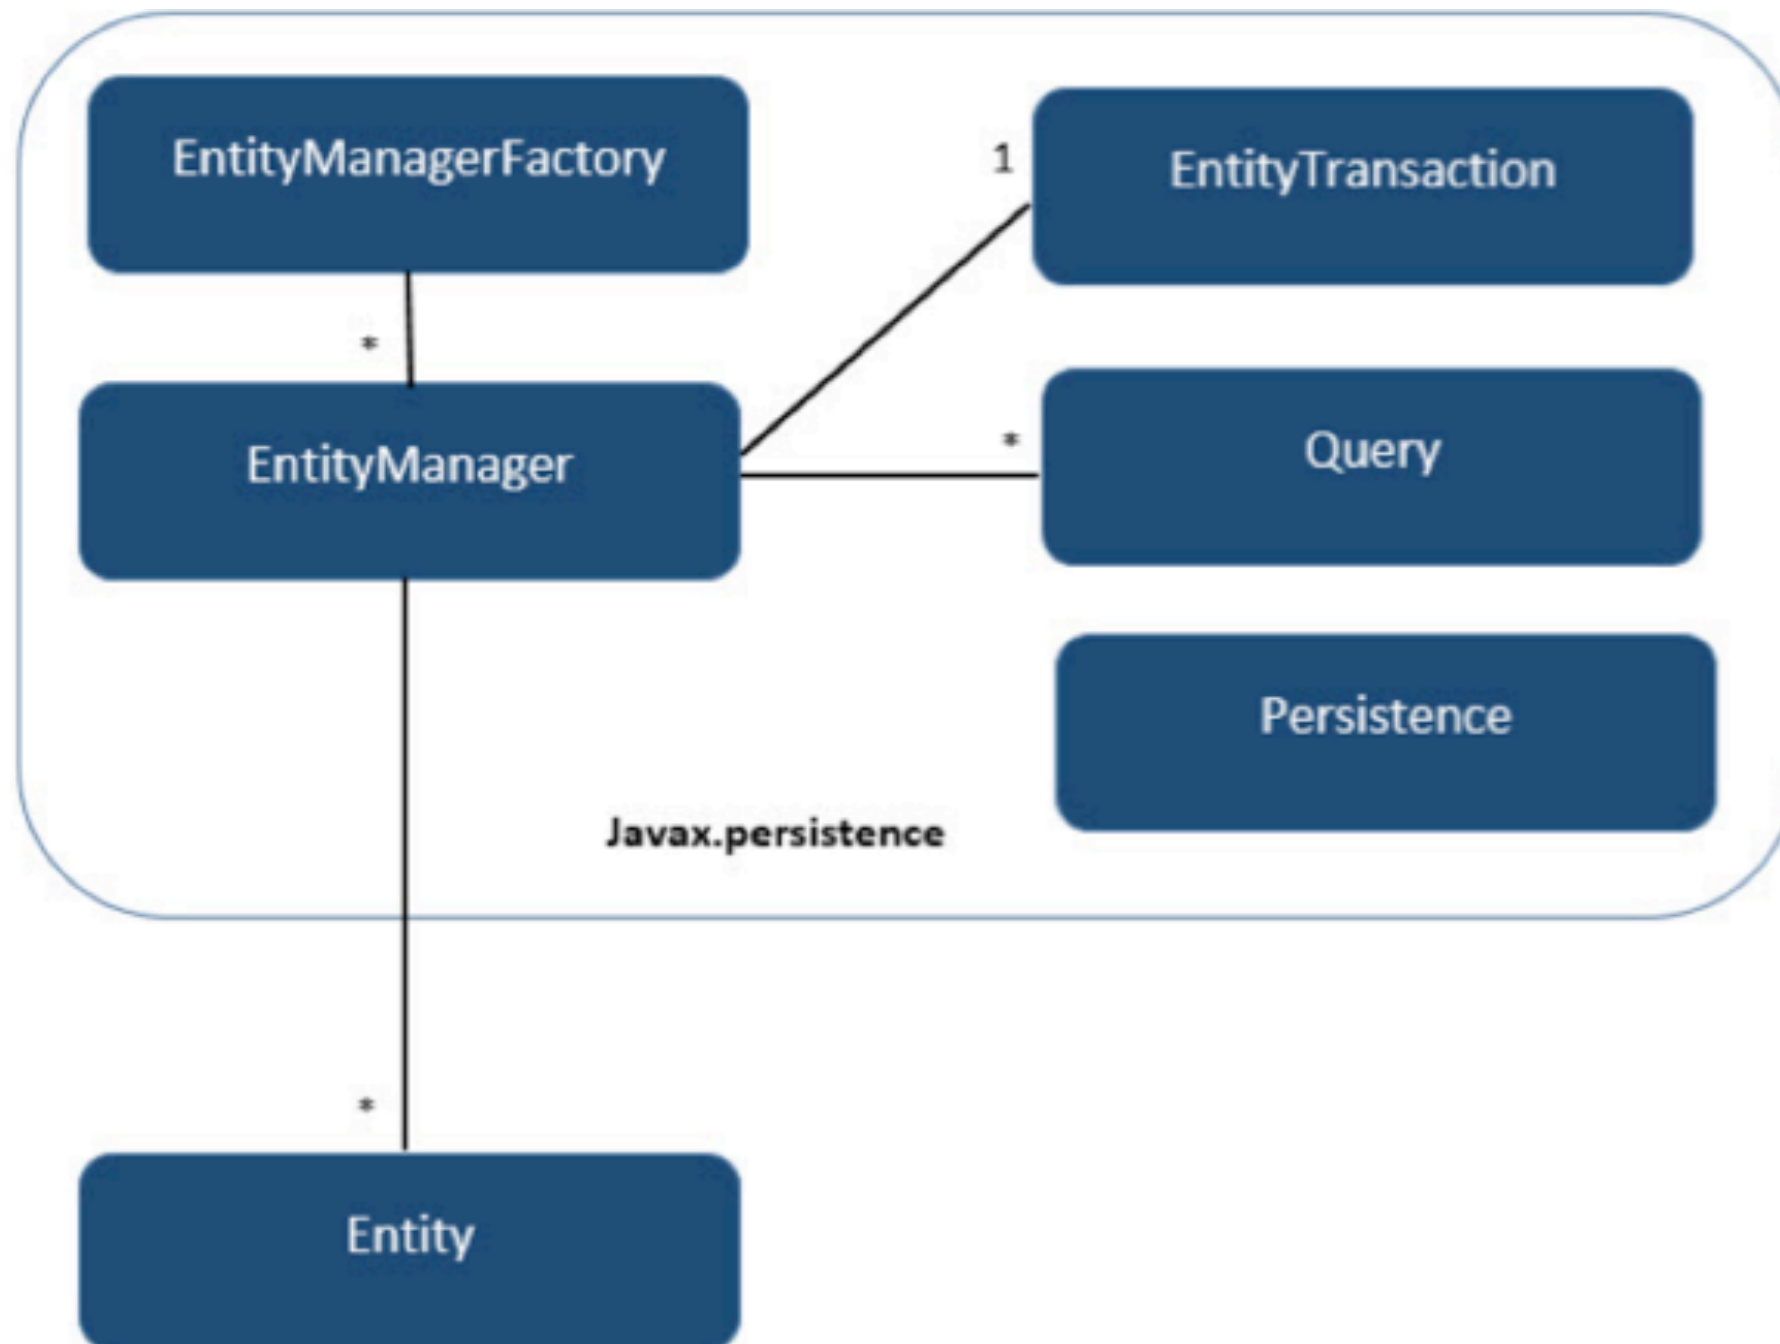 EntityManagerFactory
1
EntityTransaction
*
EntityManager
*
Query
Persistence
Javax.persistence
*
Entity